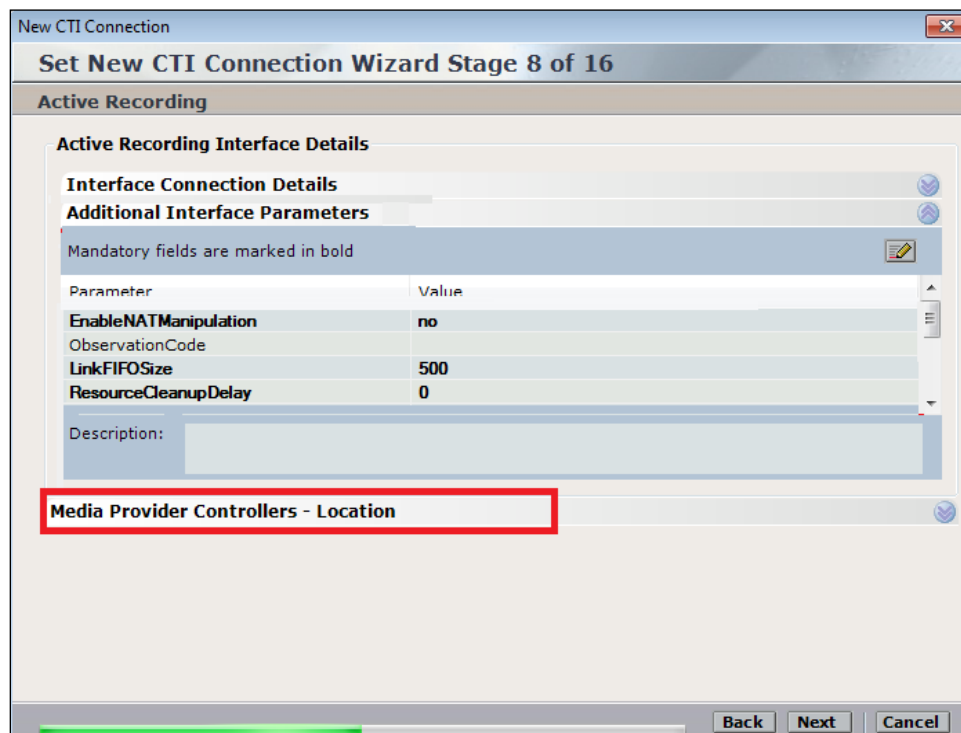 New CTI Connection
Set New CTI Connection Wizard Stage 8 of 16
Active Recording
Active Recording Interface Details
Interface Connection Details
Additional Interface Parameters
Mandatory fields are marked in bold
Parameter Value
EnableNATManipulation no
ObservationCode
LinkFIFOSize 500
ResourceCleanupDelay 0
Description:
Media Provider Controllers - Location
Back Next Cancel